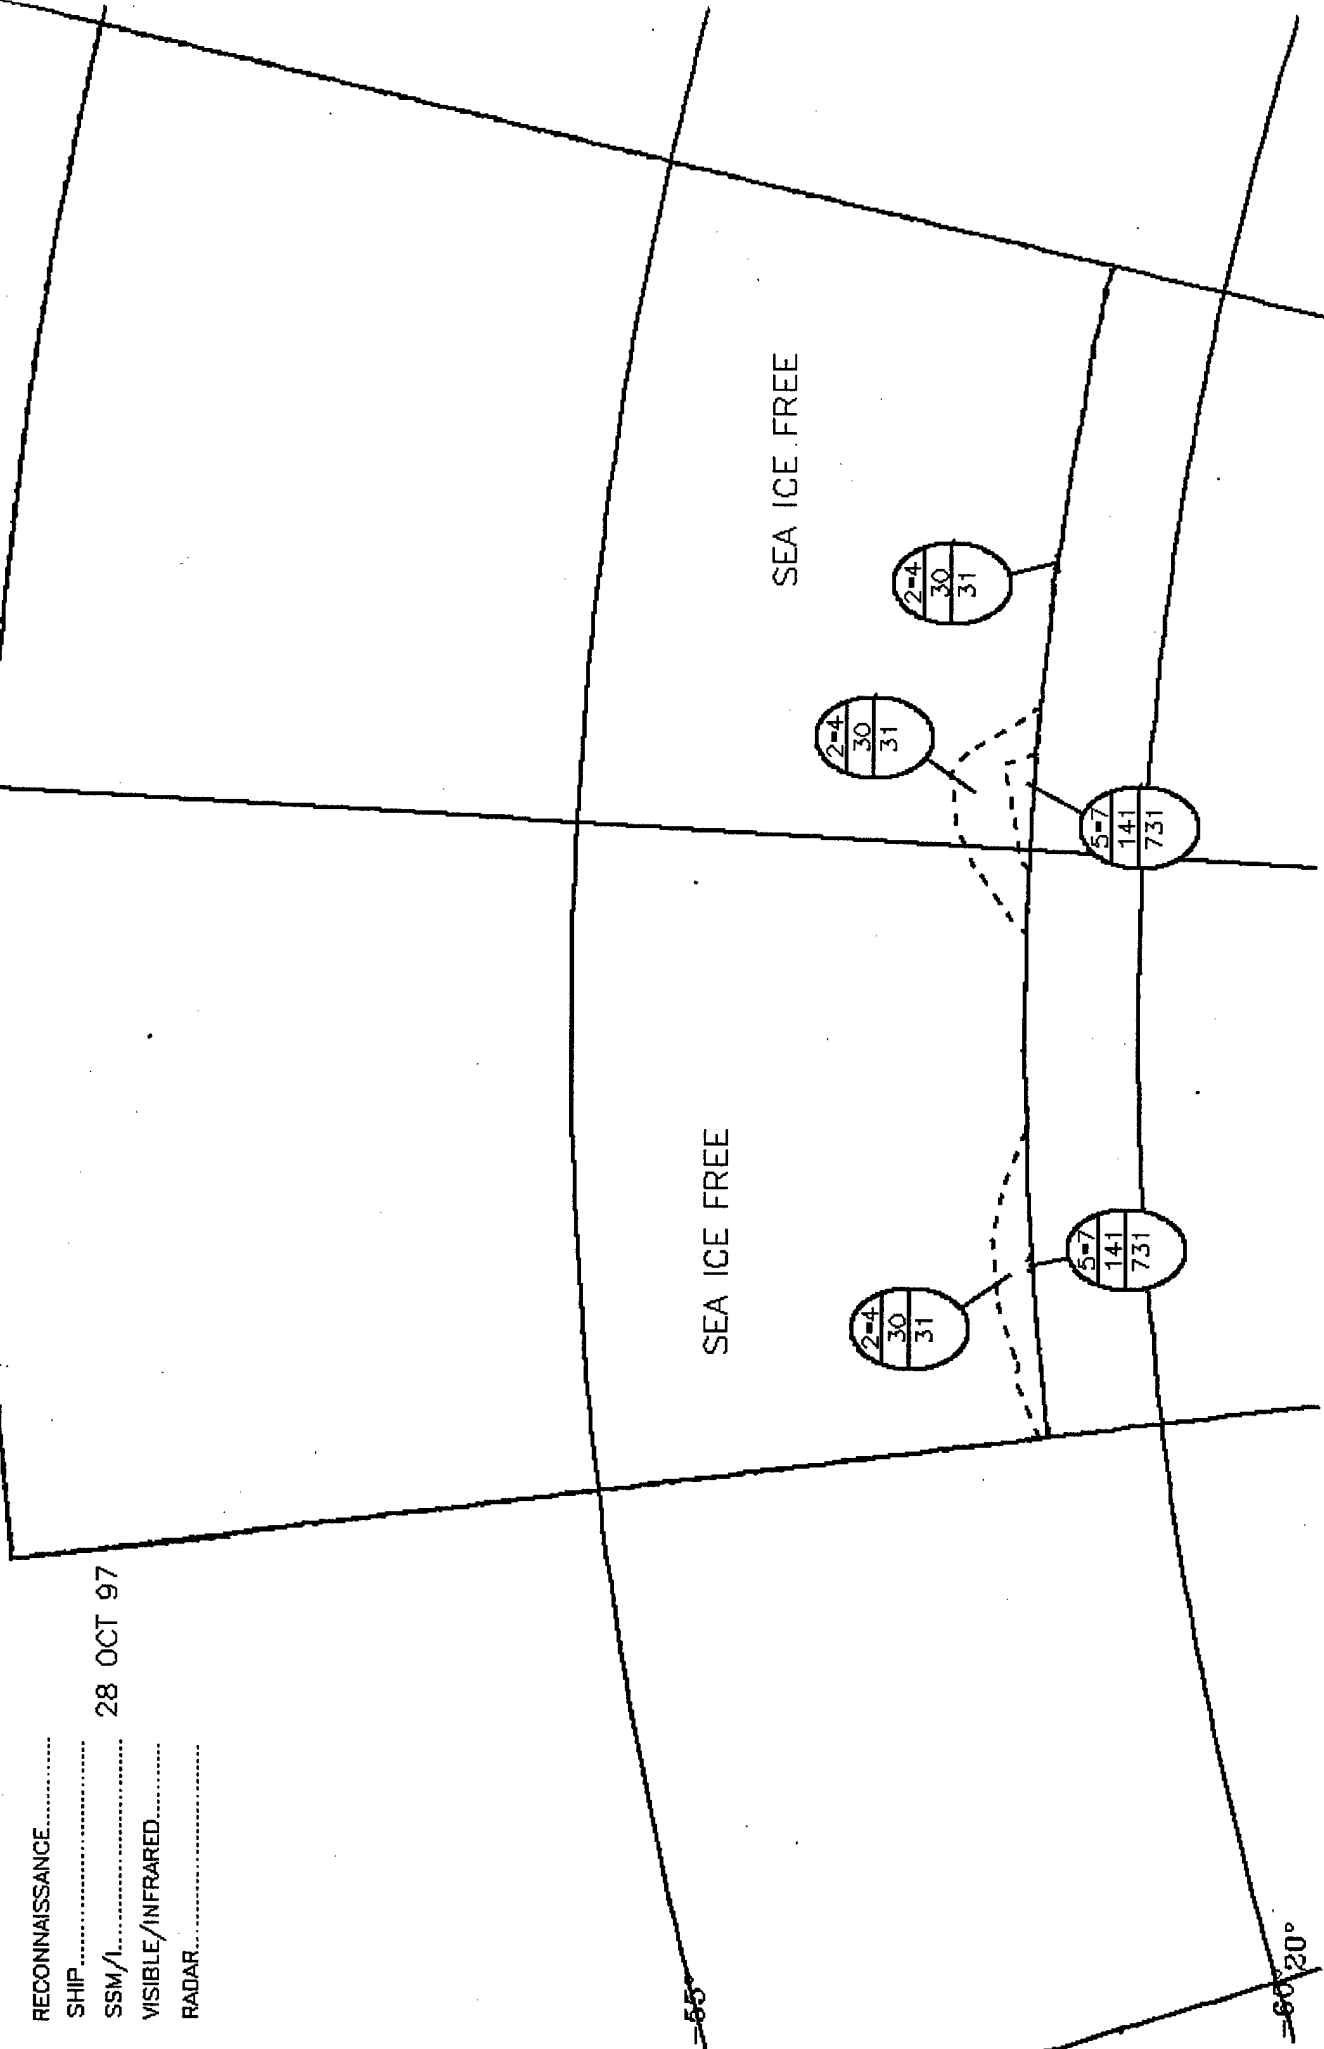 RECONNAISSANCE............
SHIP............................
SSM/I............................ 28 OCT 97
VISIBLE/INFRARED..........
RADAR............................
SEA ICE FREE
SEA ICE FREE
2=4
30
31
5=7
141
731
2=4
30
31
5=7
141
731
2=4
30
31
-55°
-60°
20°